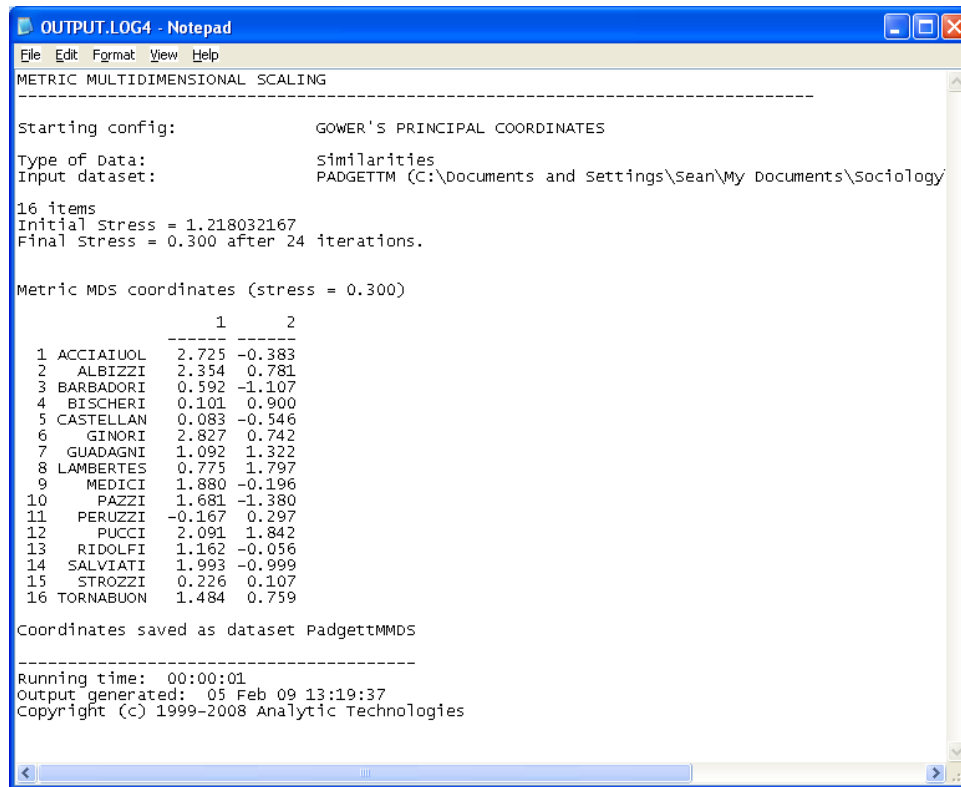 OUTPUT.LOG4 - Notepad
File Edit Format View Help
METRIC MULTIDIMENSIONAL SCALING
--------------------------------------------------------------------------------
Starting config: GOWER'S PRINCIPAL COORDINATES
Type of Data: Similarities
Input dataset: PADGETTM (C:\Documents and Settings\Sean\My Documents\Sociology
16 items
Initial Stress = 1.218032167
Final Stress = 0.300 after 24 iterations.
Metric MDS coordinates (stress = 0.300)
1 2
------ ------
1 ACCIAIUOL 2.725 -0.383
2 ALBIZZI 2.354 0.781
3 BARBADORI 0.592 -1.107
4 BISCHERI 0.101 0.900
5 CASTELLAN 0.083 -0.546
6 GINORI 2.827 0.742
7 GUADAGNI 1.092 1.322
8 LAMBERTES 0.775 1.797
9 MEDICI 1.880 -0.196
10 PAZZI 1.681 -1.380
11 PERUZZI -0.167 0.297
12 PUCCI 2.091 1.842
13 RIDOLFI 1.162 -0.056
14 SALVIATI 1.993 -0.999
15 STROZZI 0.226 0.107
16 TORNABUON 1.484 0.759
Coordinates saved as dataset PadgettMMDS
----------------------------------------
Running time: 00:00:01
Output generated: 05 Feb 09 13:19:37
Copyright (c) 1999-2008 Analytic Technologies